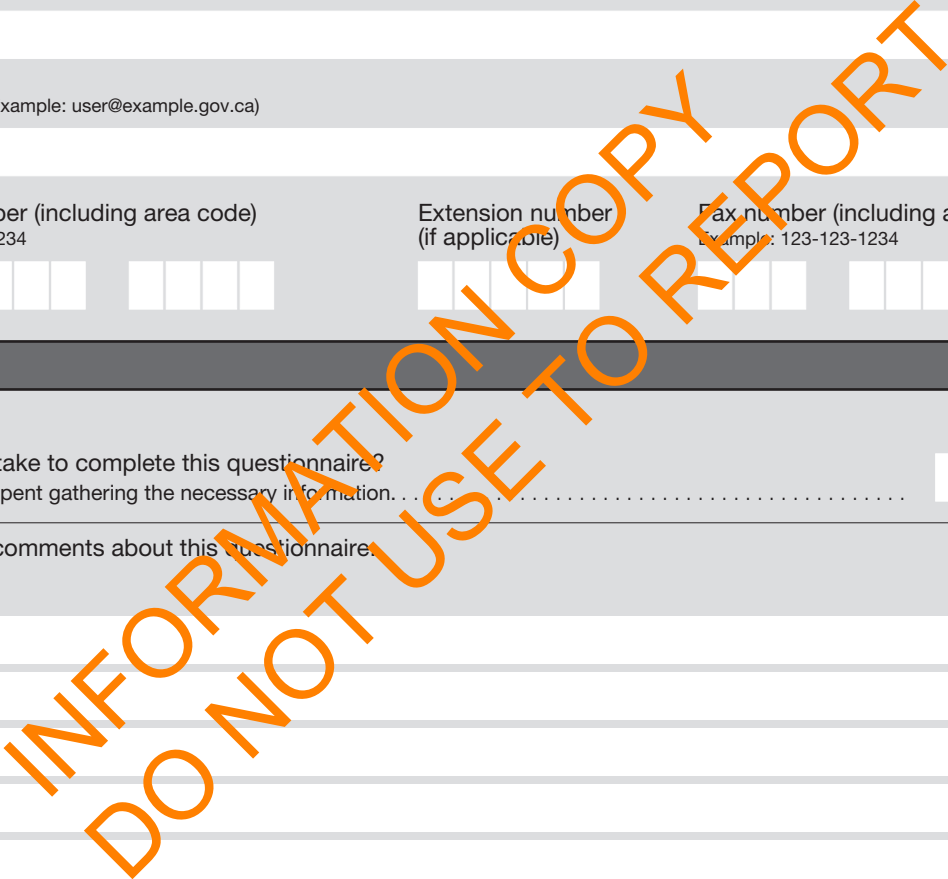 xample: user@example.gov.ca)
ber (including area code)
234
Extension number
(if applicable)
Fax number (including a
Example: 123-123-1234
take to complete this questionnaire?
pent gathering the necessary information. . . . . . . . . . . . . . . . . . . . . . . . . . . . . . . . . . . . . . . . . . . . . . .
comments about this questionnaire.
INFORMATION COPY
DO NOT USE TO REPORT